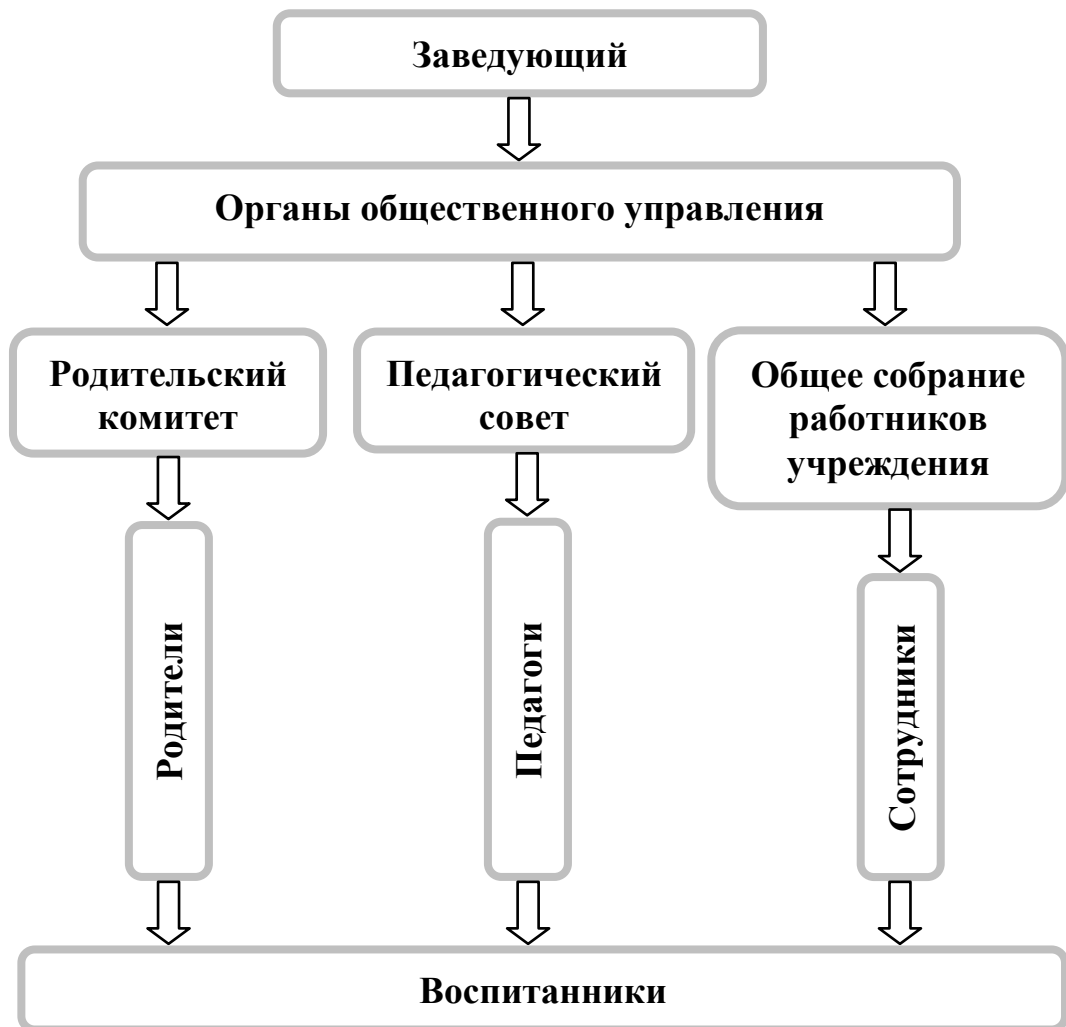 Заведующий
Органы общественного управления
Родительский
комитет
Педагогический
совет
Общее собрание
работников
учреждения
Родители
Педагоги
Сотрудники
Воспитанники